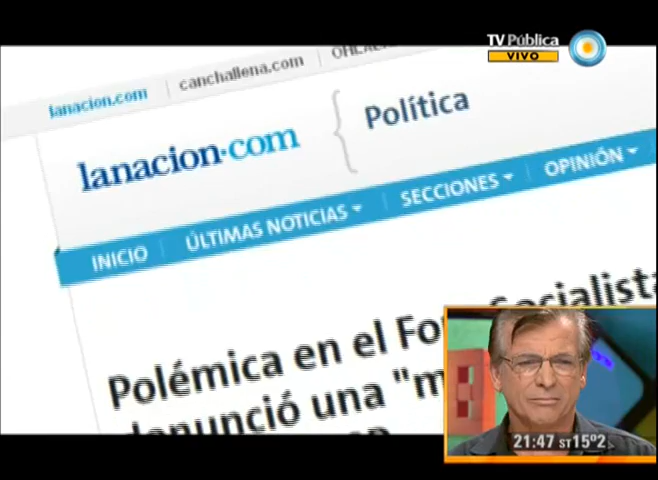 TV Pública
VIVO
lanacion.com
canchallena.com
lanacion.com
Política
INICIO
ÚLTIMAS NOTICIAS
SECCIONES
OPINIÓN
Polémica en el Socialista
denunció una
21:47 ST15º2